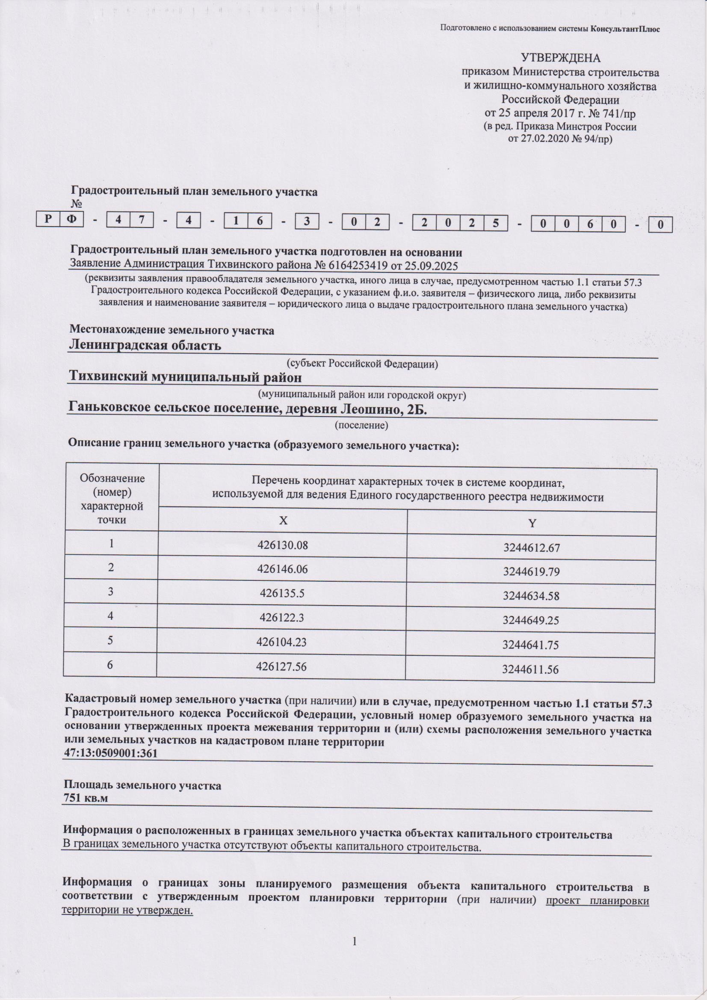 Подготовлено с использованием системы КонсультантПлюс
УТВЕРЖДЕНА
приказом Министерства строительства
и жилищно-коммунального хозяйства
Российской Федерации
от 25 апреля 2017 г. № 741/пр
(в ред. Приказа Минстроя России
от 27.02.2020 № 94/пр)
Градостроительный план земельного участка
№
Р Ф - 4 7 - 4 - 1 6 - 3 - 0 2 - 2 0 2 5 - 0 0 6 0 - 0
Градостроительный план земельного участка подготовлен на основании
Заявление Администрация Тихвинского района № 6164253419 от 25.09.2025
(реквизиты заявления правообладателя земельного участка, иного лица в случае, предусмотренном частью 1.1 статьи 57.3
Градостроительного кодекса Российской Федерации, с указанием ф.и.о. заявителя – физического лица, либо реквизиты
заявления и наименование заявителя – юридического лица о выдаче градостроительного плана земельного участка)
Местонахождение земельного участка
Ленинградская область
(субъект Российской Федерации)
Тихвинский муниципальный район
(муниципальный район или городской округ)
Ганьковское сельское поселение, деревня Леошино, 2Б.
(поселение)
Описание границ земельного участка (образуемого земельного участка):
Обозначение
(номер)
характерной
точки
Перечень координат характерных точек в системе координат,
используемой для ведения Единого государственного реестра недвижимости
X Y
1 426130.08 3244612.67
2 426146.06 3244619.79
3 426135.5 3244634.58
4 426122.3 3244649.25
5 426104.23 3244641.75
6 426127.56 3244611.56
Кадастровый номер земельного участка (при наличии) или в случае, предусмотренном частью 1.1 статьи 57.3
Градостроительного кодекса Российской Федерации, условный номер образуемого земельного участка на
основании утвержденных проекта межевания территории и (или) схемы расположения земельного участка
или земельных участков на кадастровом плане территории
47:13:0509001:361
Площадь земельного участка
751 кв.м
Информация о расположенных в границах земельного участка объектах капитального строительства
В границах земельного участка отсутствуют объекты капитального строительства.
Информация о границах зоны планируемого размещения объекта капитального строительства в
соответствии с утвержденным проектом планировки территории (при наличии) проект планировки
территории не утвержден.
1